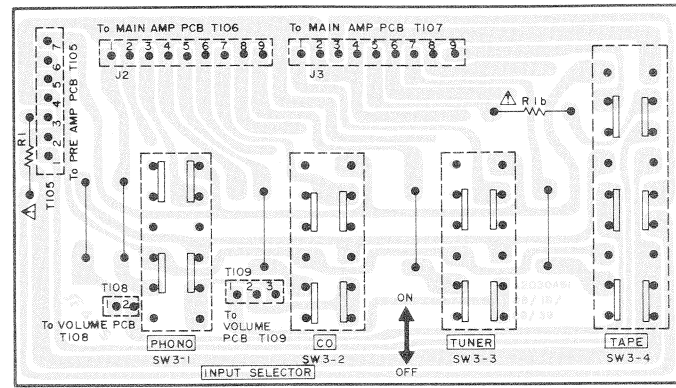 To MAIN AMP PCB T106
To MAIN AMP PCB T107
1 2 3 4 5 6 7 8 9
1 2 3 4 5 6 7 8 9
J2
J3
1 2 3 4 5 6 7
To PRE AMP PCB T105
T105
R1
R1b
T108
1 2
To VOLUME PCB
T108
T109
1 2 3
To
VOLUME
PCB T109
ON
OFF
PHONO
CD
TUNER
TAPE
SW3-1
SW3-2
SW3-3
SW3-4
INPUT SELECTOR